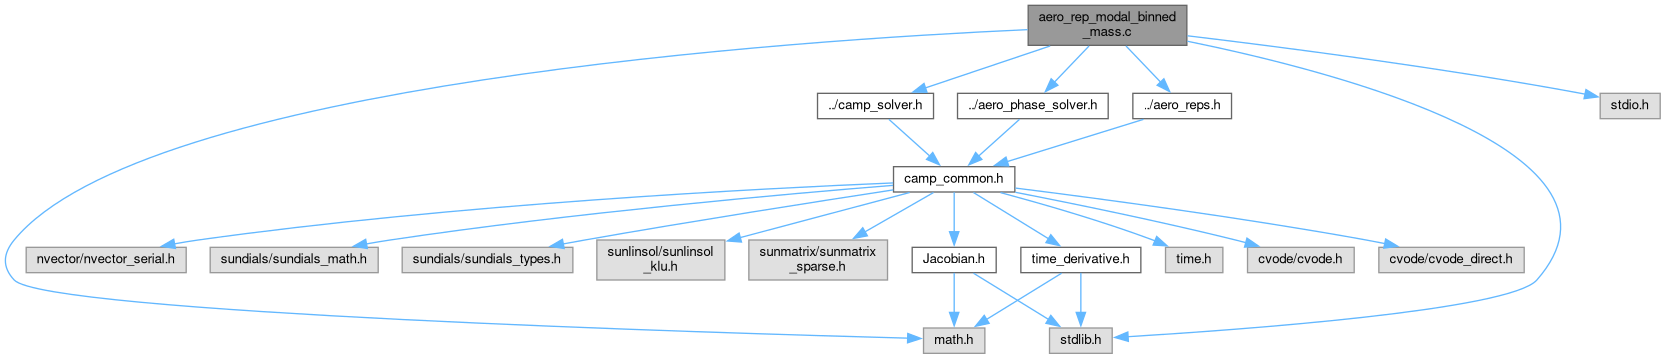 aero_rep_modal_binned
_mass.c
../camp_solver.h
../aero_phase_solver.h
../aero_reps.h
stdio.h
camp_common.h
nvector/nvector_serial.h
sundials/sundials_math.h
sundials/sundials_types.h
sunlinsol/sunlinsol
_klu.h
sunmatrix/sunmatrix
_sparse.h
Jacobian.h
time_derivative.h
time.h
cvode/cvode.h
cvode/cvode_direct.h
math.h
stdlib.h